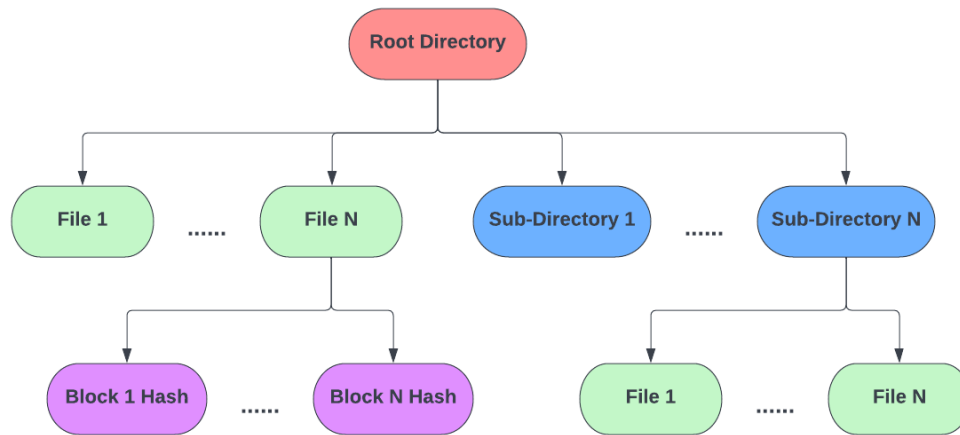 Root Directory
File 1
......
File N
Sub-Directory 1
......
Sub-Directory N
Block 1 Hash
......
Block N Hash
File 1
......
File N